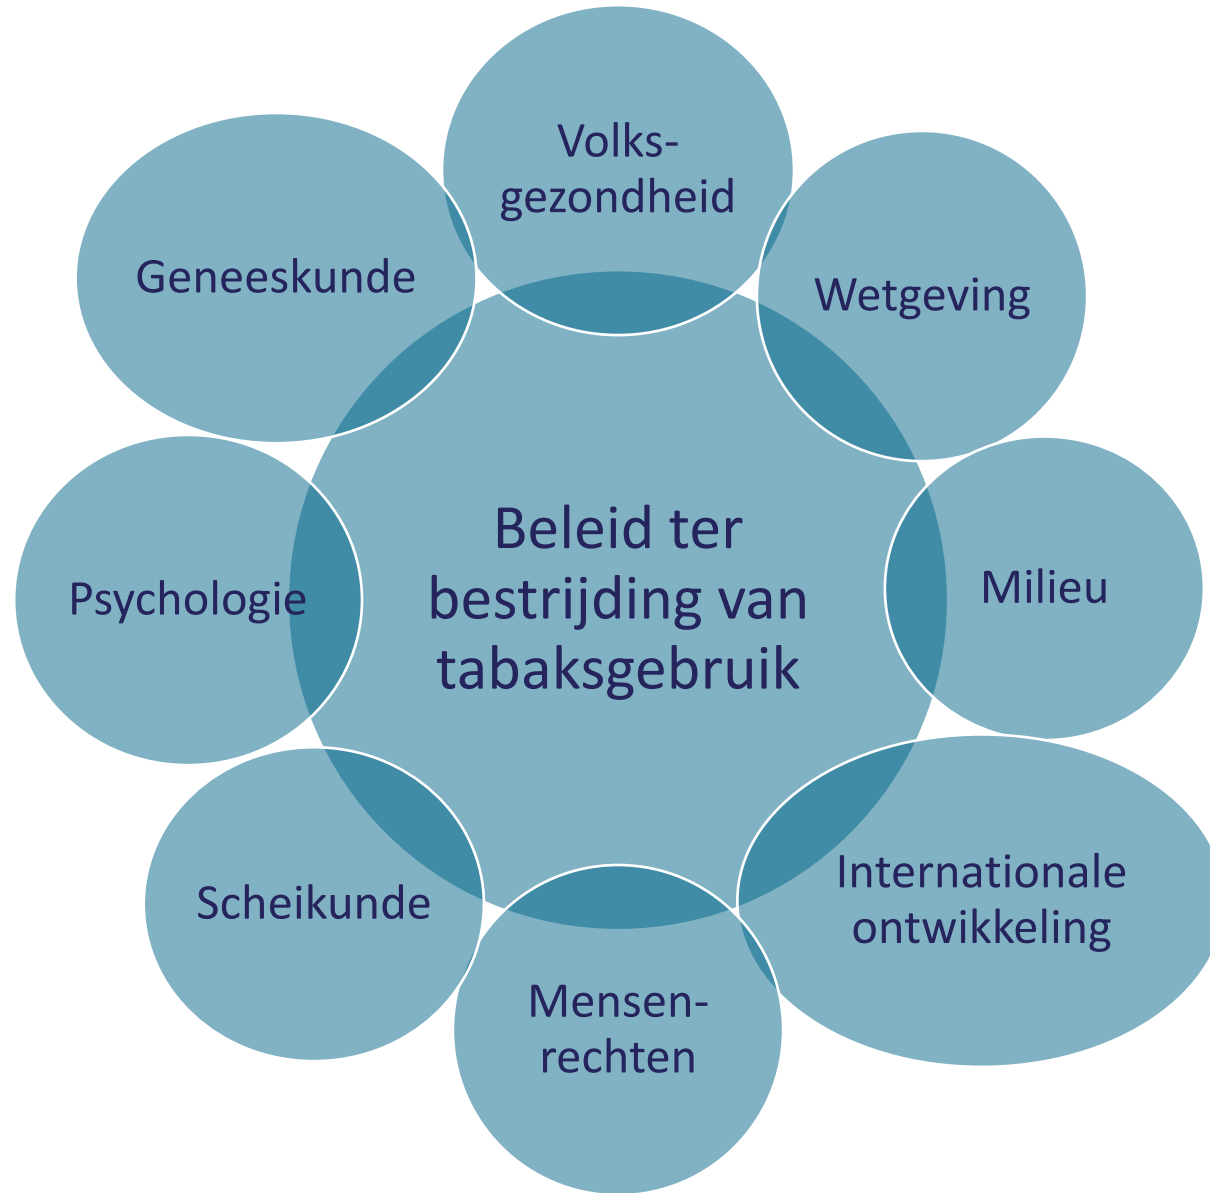 Volks-
gezondheid
Geneeskunde
Wetgeving
Beleid ter
bestrijding van
tabaksgebruik
Psychologie
Milieu
Scheikunde
Internationale
ontwikkeling
Mensen-
rechten